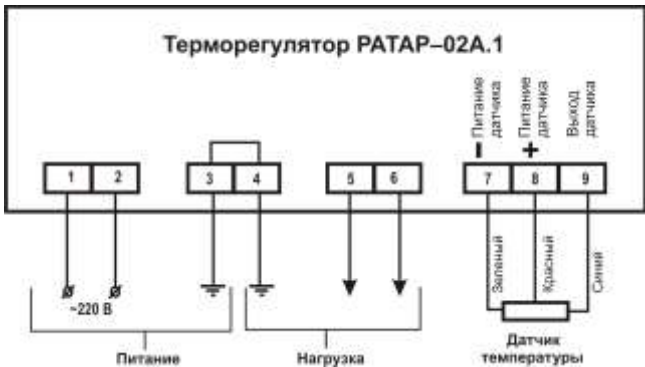 Терморегулятор РАТАР–02А.1
– Питание датчика
+ Питание датчика
Выход датчика
1 2 3 4 5 6 7 8 9
Зеленый
Красный
Синий
~220 В
Питание
Нагрузка
Датчик
температуры